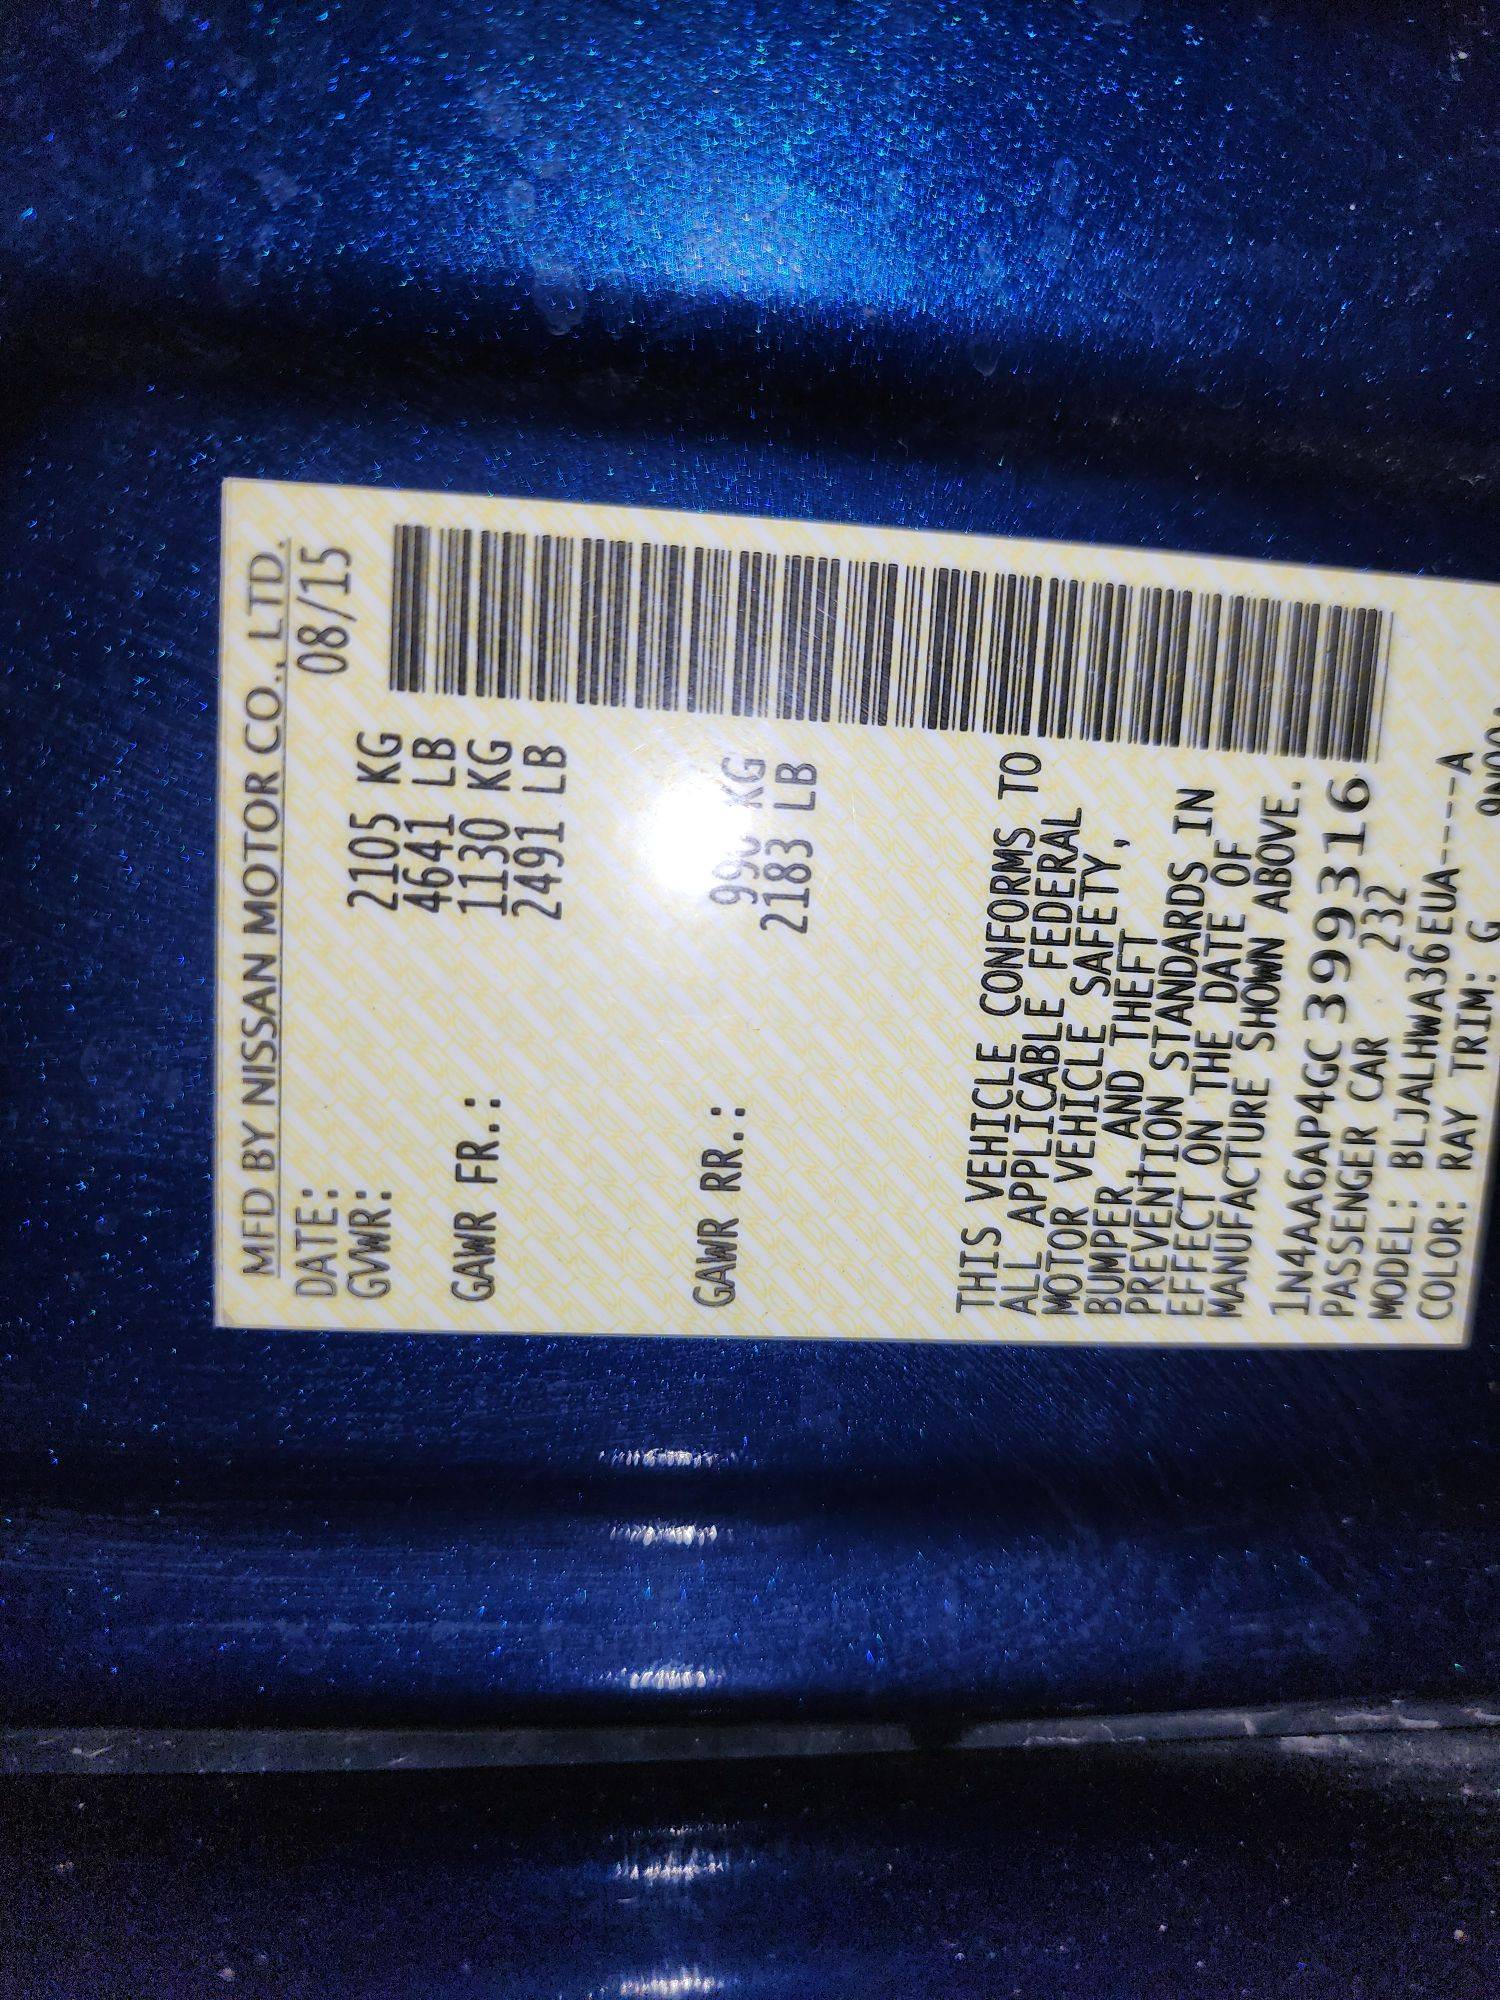 MFD BY NISSAN MOTOR CO., LTD.
DATE: 08/15
GVWR: 2105 KG
4641 LB
GAWR FR.: 1130 KG
2491 LB
GAWR RR.: 990 KG
2183 LB
THIS VEHICLE CONFORMS TO
ALL APPLICABLE FEDERAL
MOTOR VEHICLE SAFETY,
BUMPER AND THEFT
PREVENTION STANDARDS IN
EFFECT ON THE DATE OF
MANUFACTURE SHOWN ABOVE.
1N4AA6AP4GC399316
PASSENGER CAR 232
MODEL: BLJALHWA36EUA----A
COLOR: RAY TRIM: G